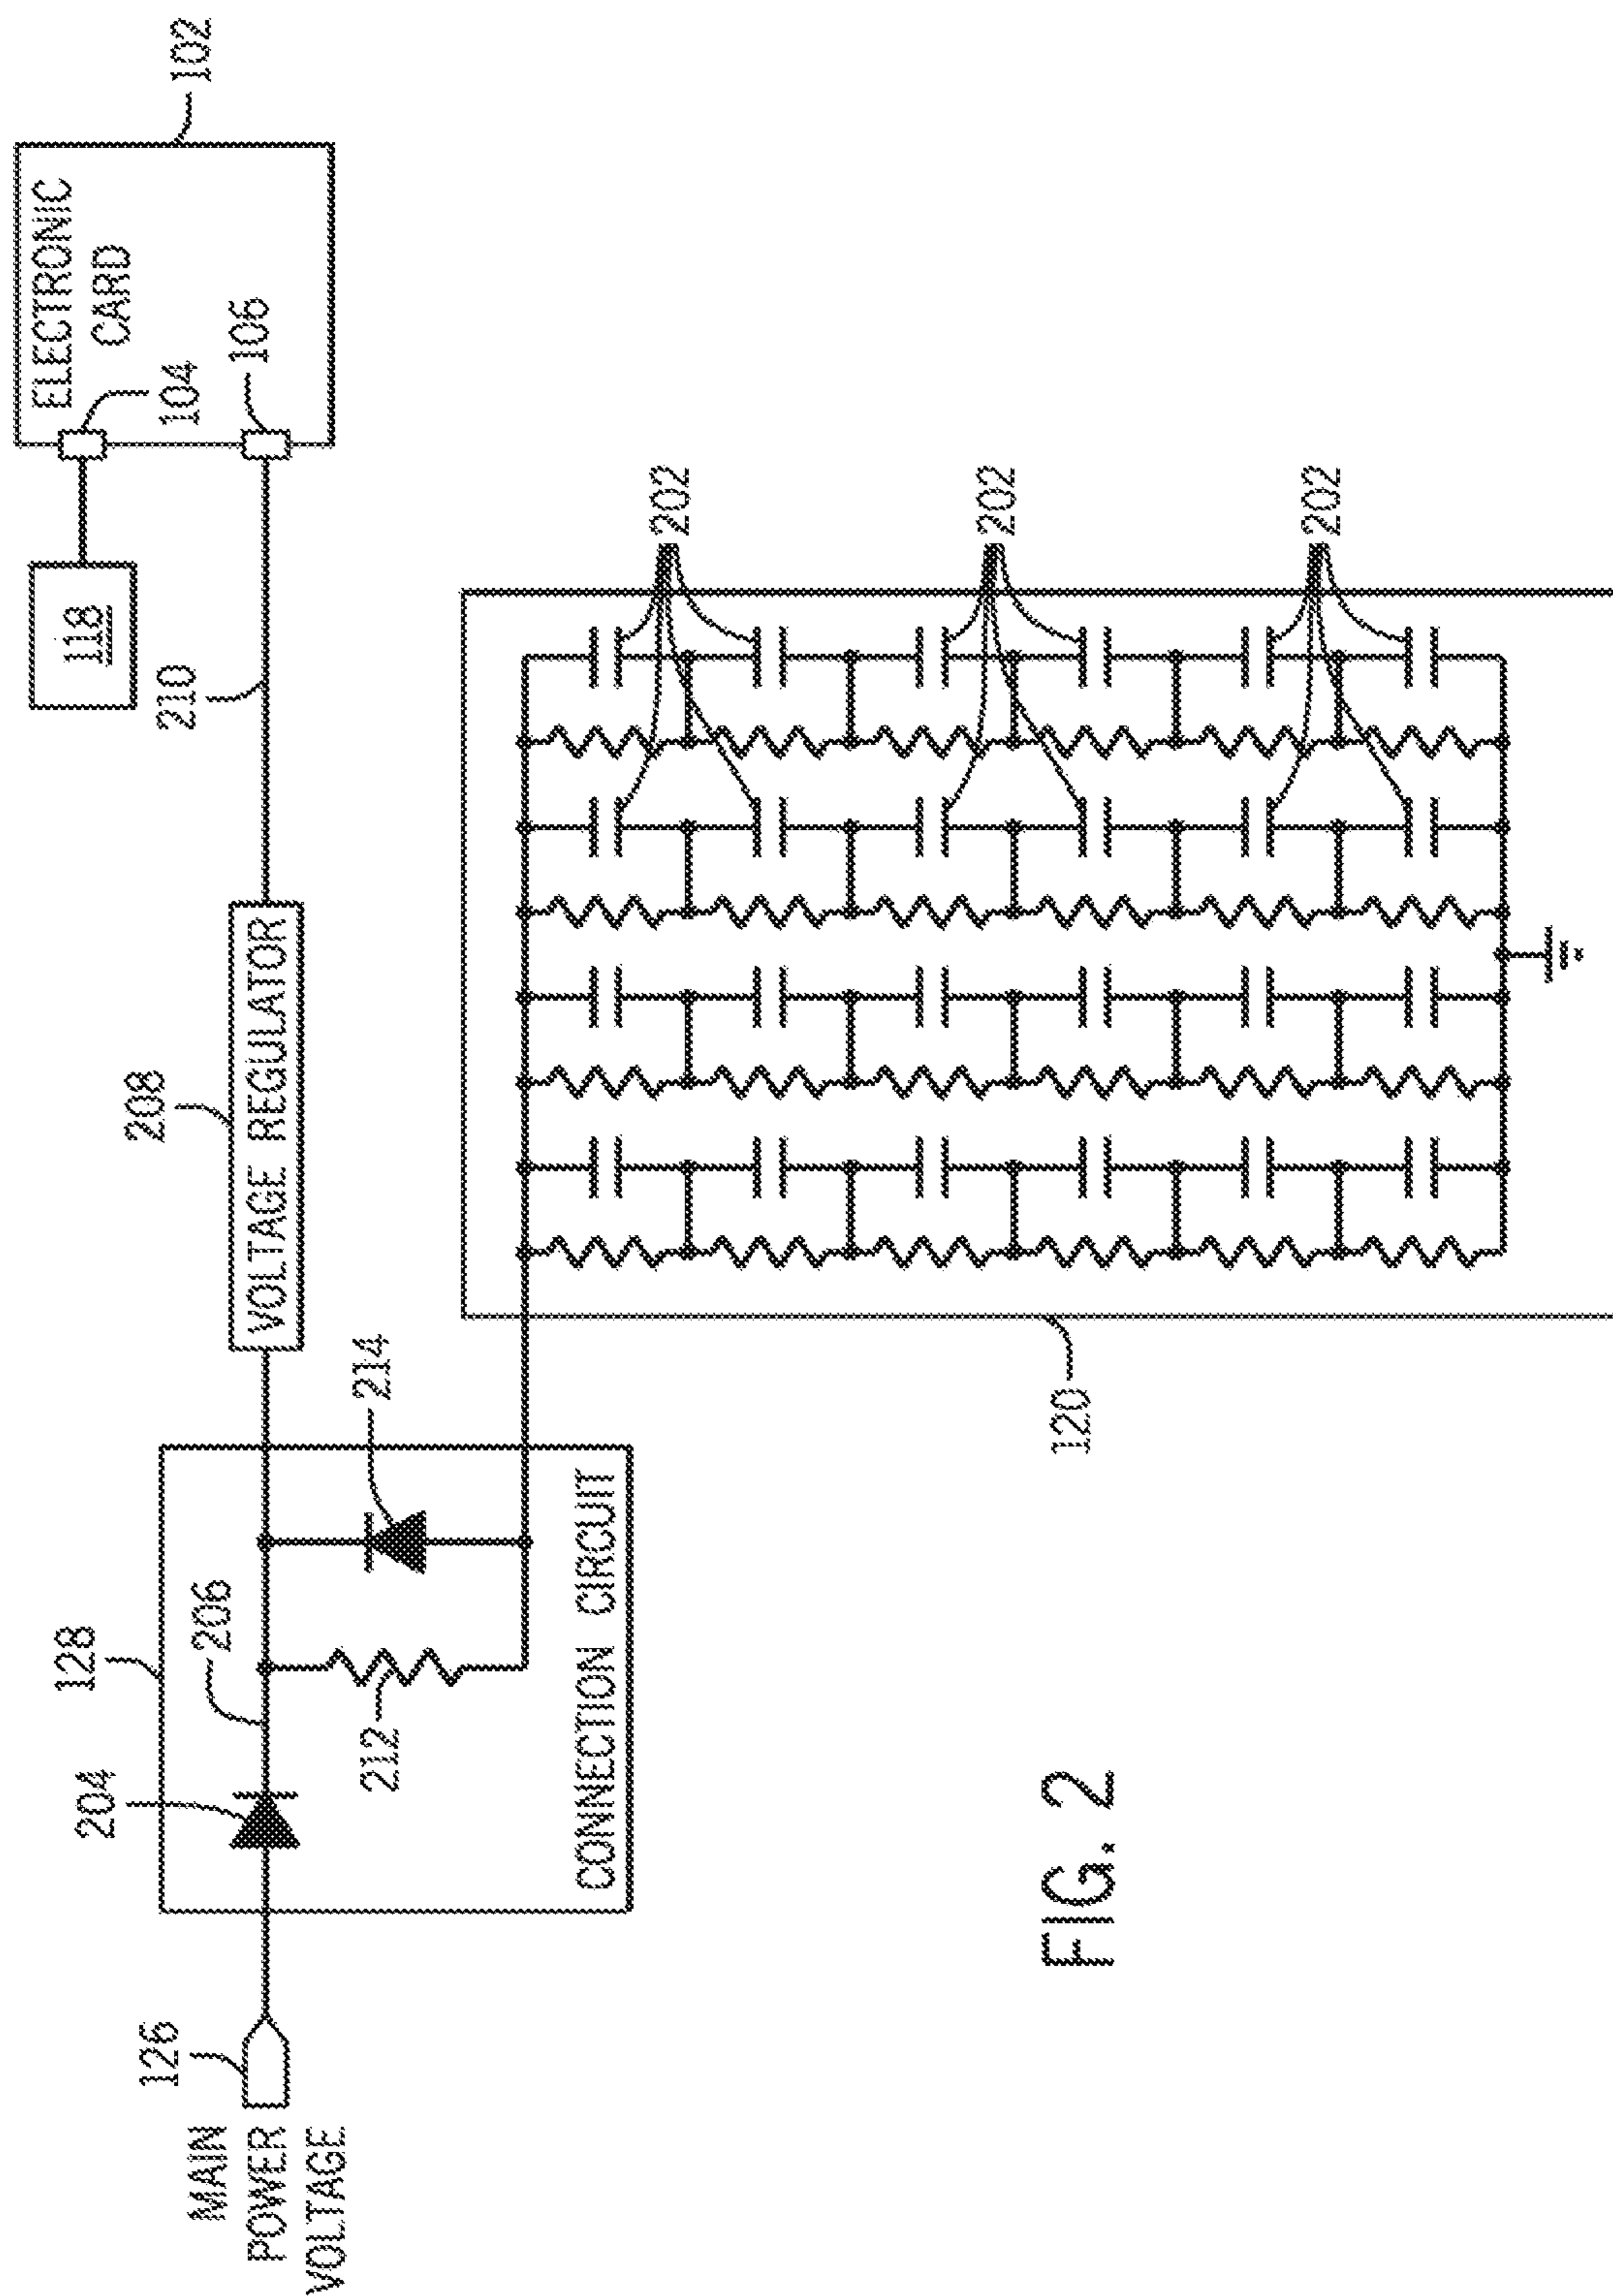 MAIN
POWER
VOLTAGE
126
204
128
206
212
214
CONNECTION CIRCUIT
208
VOLTAGE REGULATOR
210
118
ELECTRONIC
CARD
104
106
102
202
202
202
120
FIG. 2